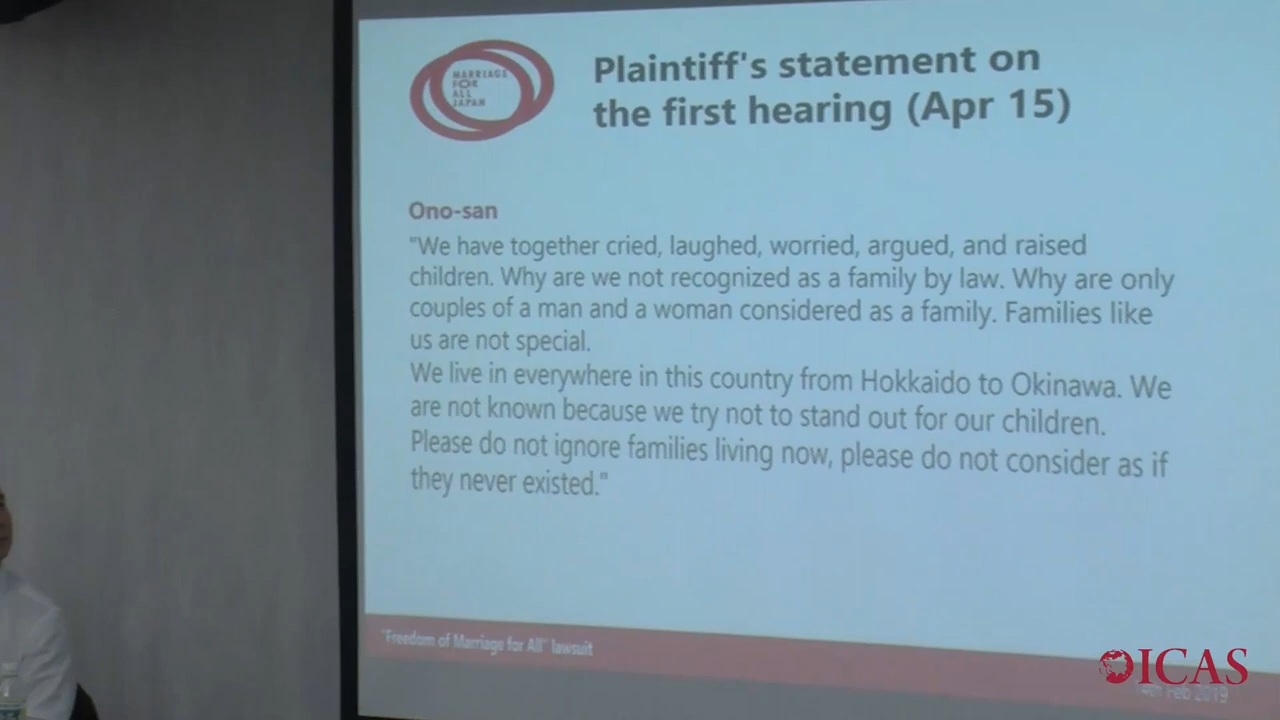 MARRIAGE
FOR
ALL
JAPAN
Plaintiff's statement on
the first hearing (Apr 15)
Ono-san
"We have together cried, laughed, worried, argued, and raised
children. Why are we not recognized as a family by law. Why are only
couples of a man and a woman considered as a family. Families like
us are not special.
We live in everywhere in this country from Hokkaido to Okinawa. We
are not known because we try not to stand out for our children.
Please do not ignore families living now, please do not consider as if
they never existed."
"Freedom of Marriage for All" lawsuit
ICAS
14th Feb 2019